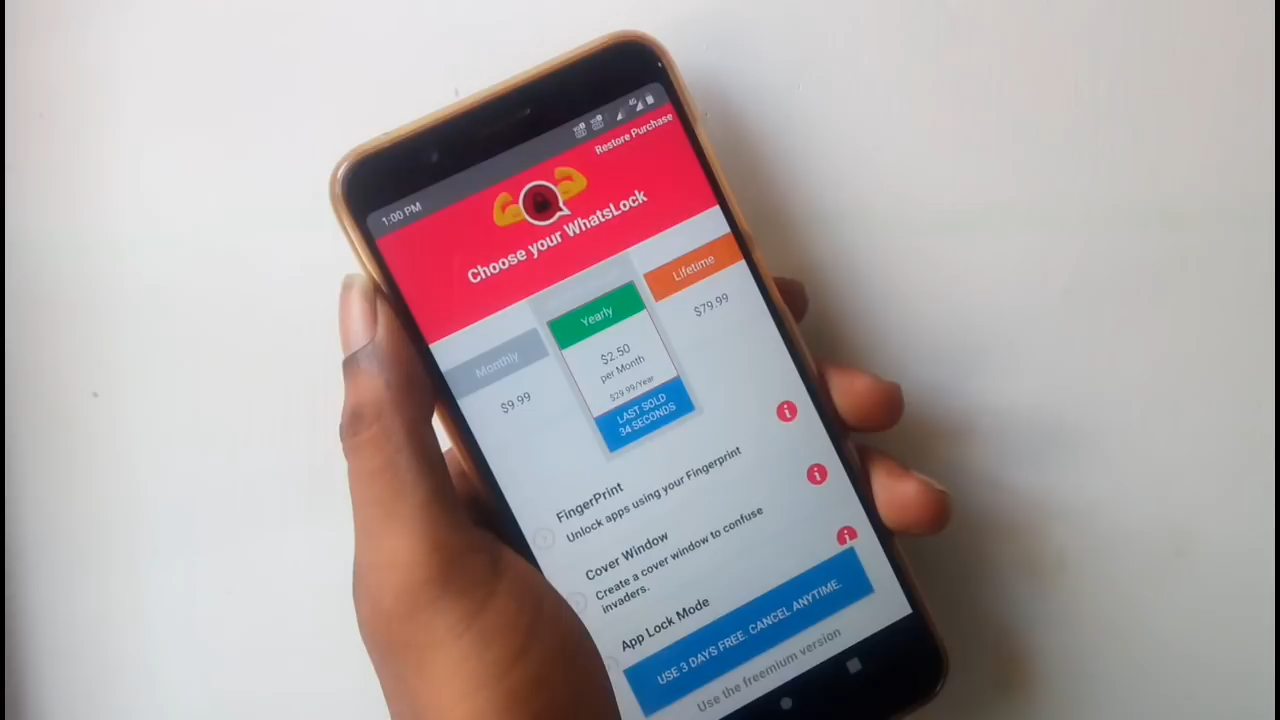 1:00 PM
4G
Restore Purchase
Choose your WhatsLock
Monthly
$9.99
Yearly
$2.50
per Month
$29.99/Year
LAST SOLD
34 SECONDS
Lifetime
$79.99
FingerPrint
Unlock apps using your Fingerprint
Cover Window
Create a cover window to confuse
invaders.
App Lock Mode
USE 3 DAYS FREE. CANCEL ANYTIME.
Use the freemium version